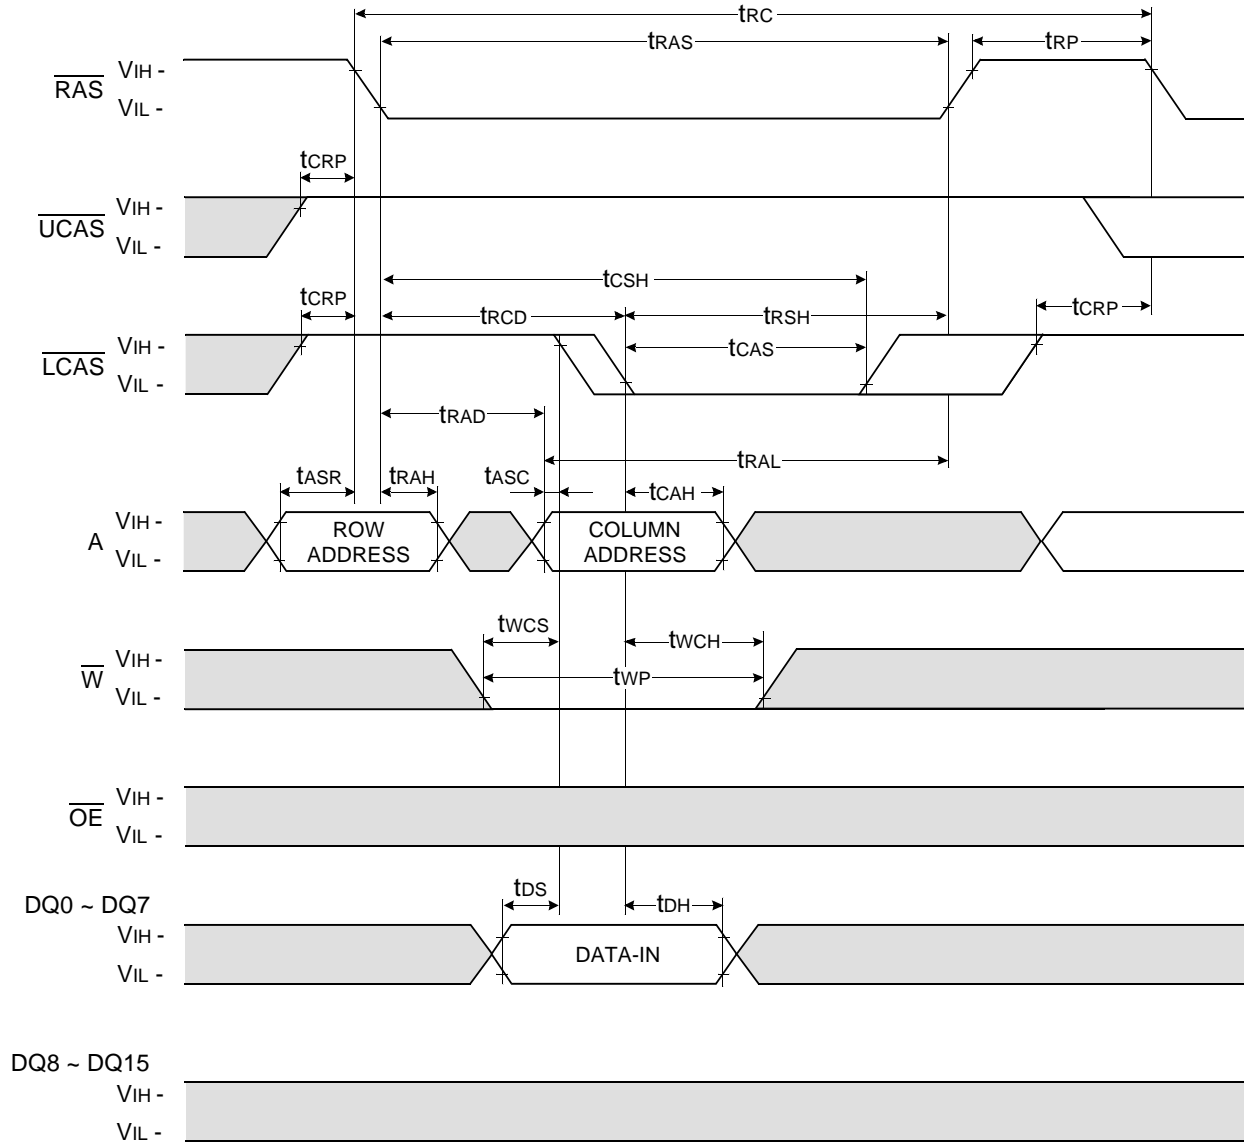 tRC
tRAS
tRP
RAS
VIH -
VIL -
tCRP
UCAS
VIH -
VIL -
tCSH
tCRP
tRCD
tRSH
tCRP
LCAS
VIH -
VIL -
tCAS
tRAD
tRAL
tASR
tRAH
tASC
tCAH
A
VIH -
VIL -
ROW
ADDRESS
COLUMN
ADDRESS
tWCS
tWCH
W
VIH -
VIL -
tWP
OE
VIH -
VIL -
tDS
tDH
DQ0 ~ DQ7
VIH -
VIL -
DATA-IN
DQ8 ~ DQ15
VIH -
VIL -